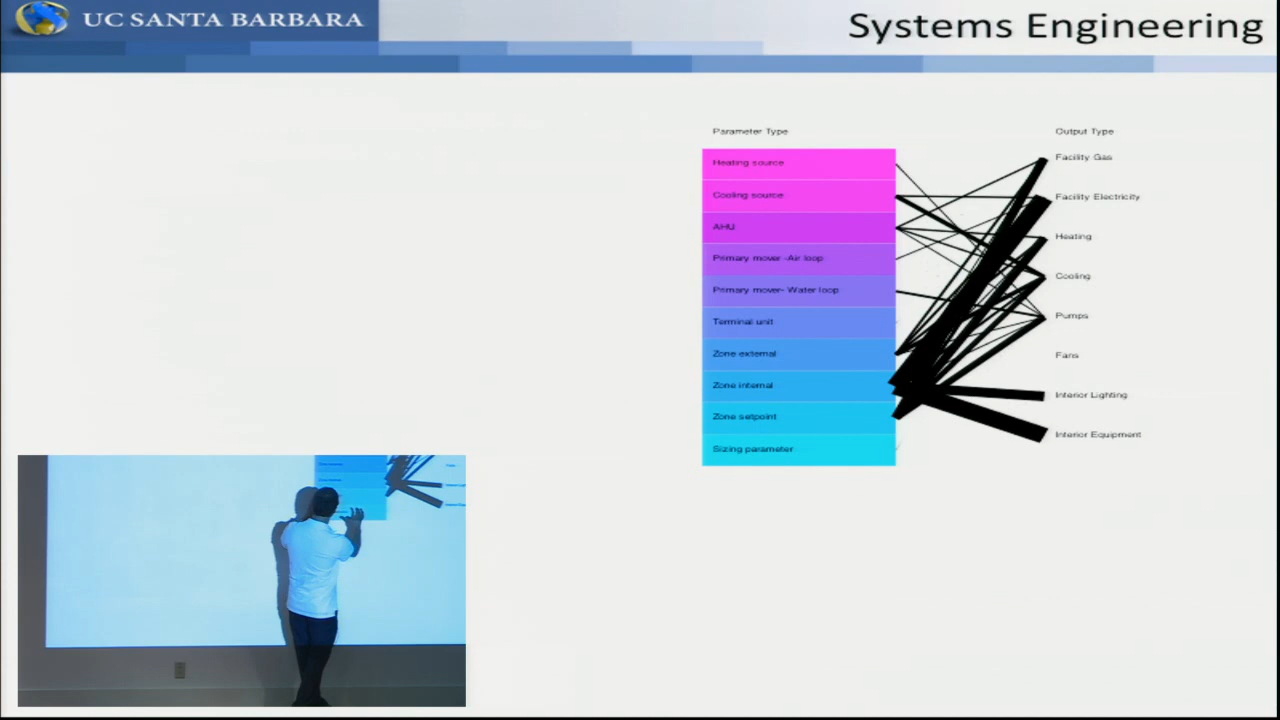 UC SANTA BARBARA
Systems Engineering
Parameter Type
Heating source
Cooling source
AHU
Primary mover -Air loop
Primary mover- Water loop
Terminal unit
Zone external
Zone internal
Zone setpoint
Sizing parameter
Output Type
Facility Gas
Facility Electricity
Heating
Cooling
Pumps
Fans
Interior Lighting
Interior Equipment